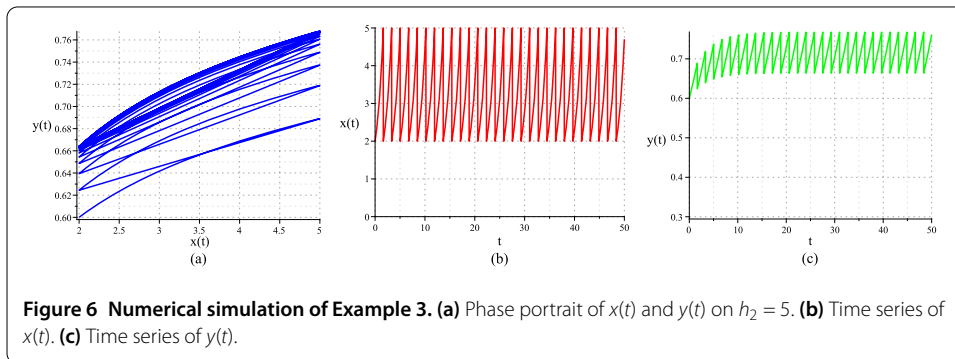 0.76
0.74
0.72
0.70
y(t)
0.68
0.66
0.64
0.62
0.60
2 2.5 3 3.5 4 4.5 5
x(t)
(a)
5
4
3
x(t)
2
1
0
0 10 20 30 40 50
t
(b)
0.7
0.6
0.5
y(t)
0.4
0.3
0 10 20 30 40 50
t
(c)
Figure 6 Numerical simulation of Example 3. (a) Phase portrait of x(t) and y(t) on h₂ = 5. (b) Time series of
x(t). (c) Time series of y(t).